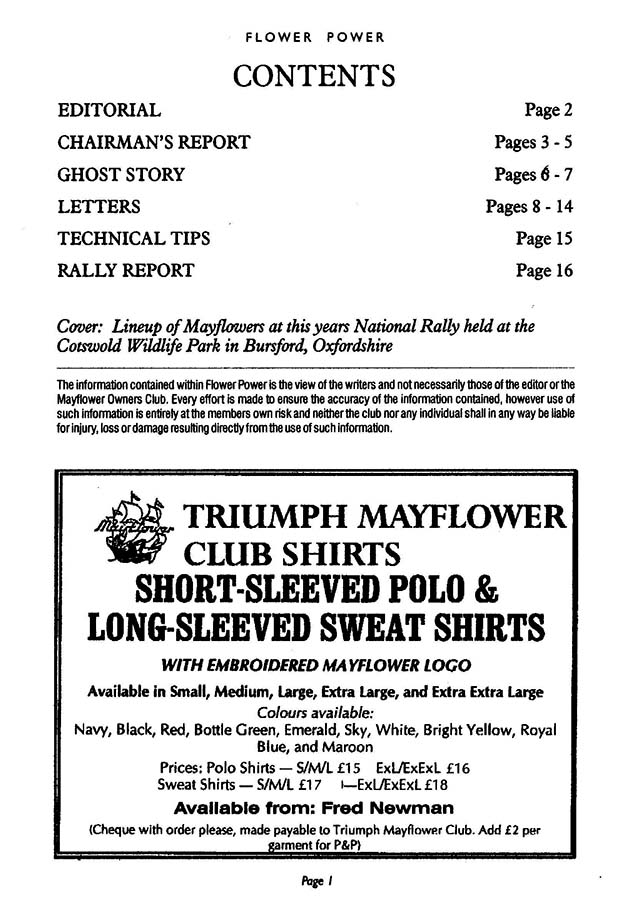 FLOWER POWER
CONTENTS
EDITORIAL Page 2
CHAIRMAN'S REPORT Pages 3 - 5
GHOST STORY Pages 6 - 7
LETTERS Pages 8 - 14
TECHNICAL TIPS Page 15
RALLY REPORT Page 16
Cover: Lineup of Mayflowers at this years National Rally held at the
Cotswold Wildlife Park in Bursford, Oxfordshire
The information contained within Flower Power is the view of the writers and not necessarily those of the editor or the
Mayflower Owners Club. Every effort is made to ensure the accuracy of the information contained, however use of
such information is entirely at the members own risk and neither the club nor any individual shall in any way be liable
for injury, loss or damage resulting directly from the use of such information.
Mayflower
TRIUMPH MAYFLOWER
CLUB SHIRTS
SHORT-SLEEVED POLO &
LONG-SLEEVED SWEAT SHIRTS
WITH EMBROIDERED MAYFLOWER LOGO
Available in Small, Medium, Large, Extra Large, and Extra Extra Large
Colours available:
Navy, Black, Red, Bottle Green, Emerald, Sky, White, Bright Yellow, Royal
Blue, and Maroon
Prices: Polo Shirts — S/M/L £15 ExL/ExExL £16
Sweat Shirts — S/M/L £17 —ExL/ExExL £18
Available from: Fred Newman
(Cheque with order please, made payable to Triumph Mayflower Club. Add £2 per
garment for P&P)
Page 1